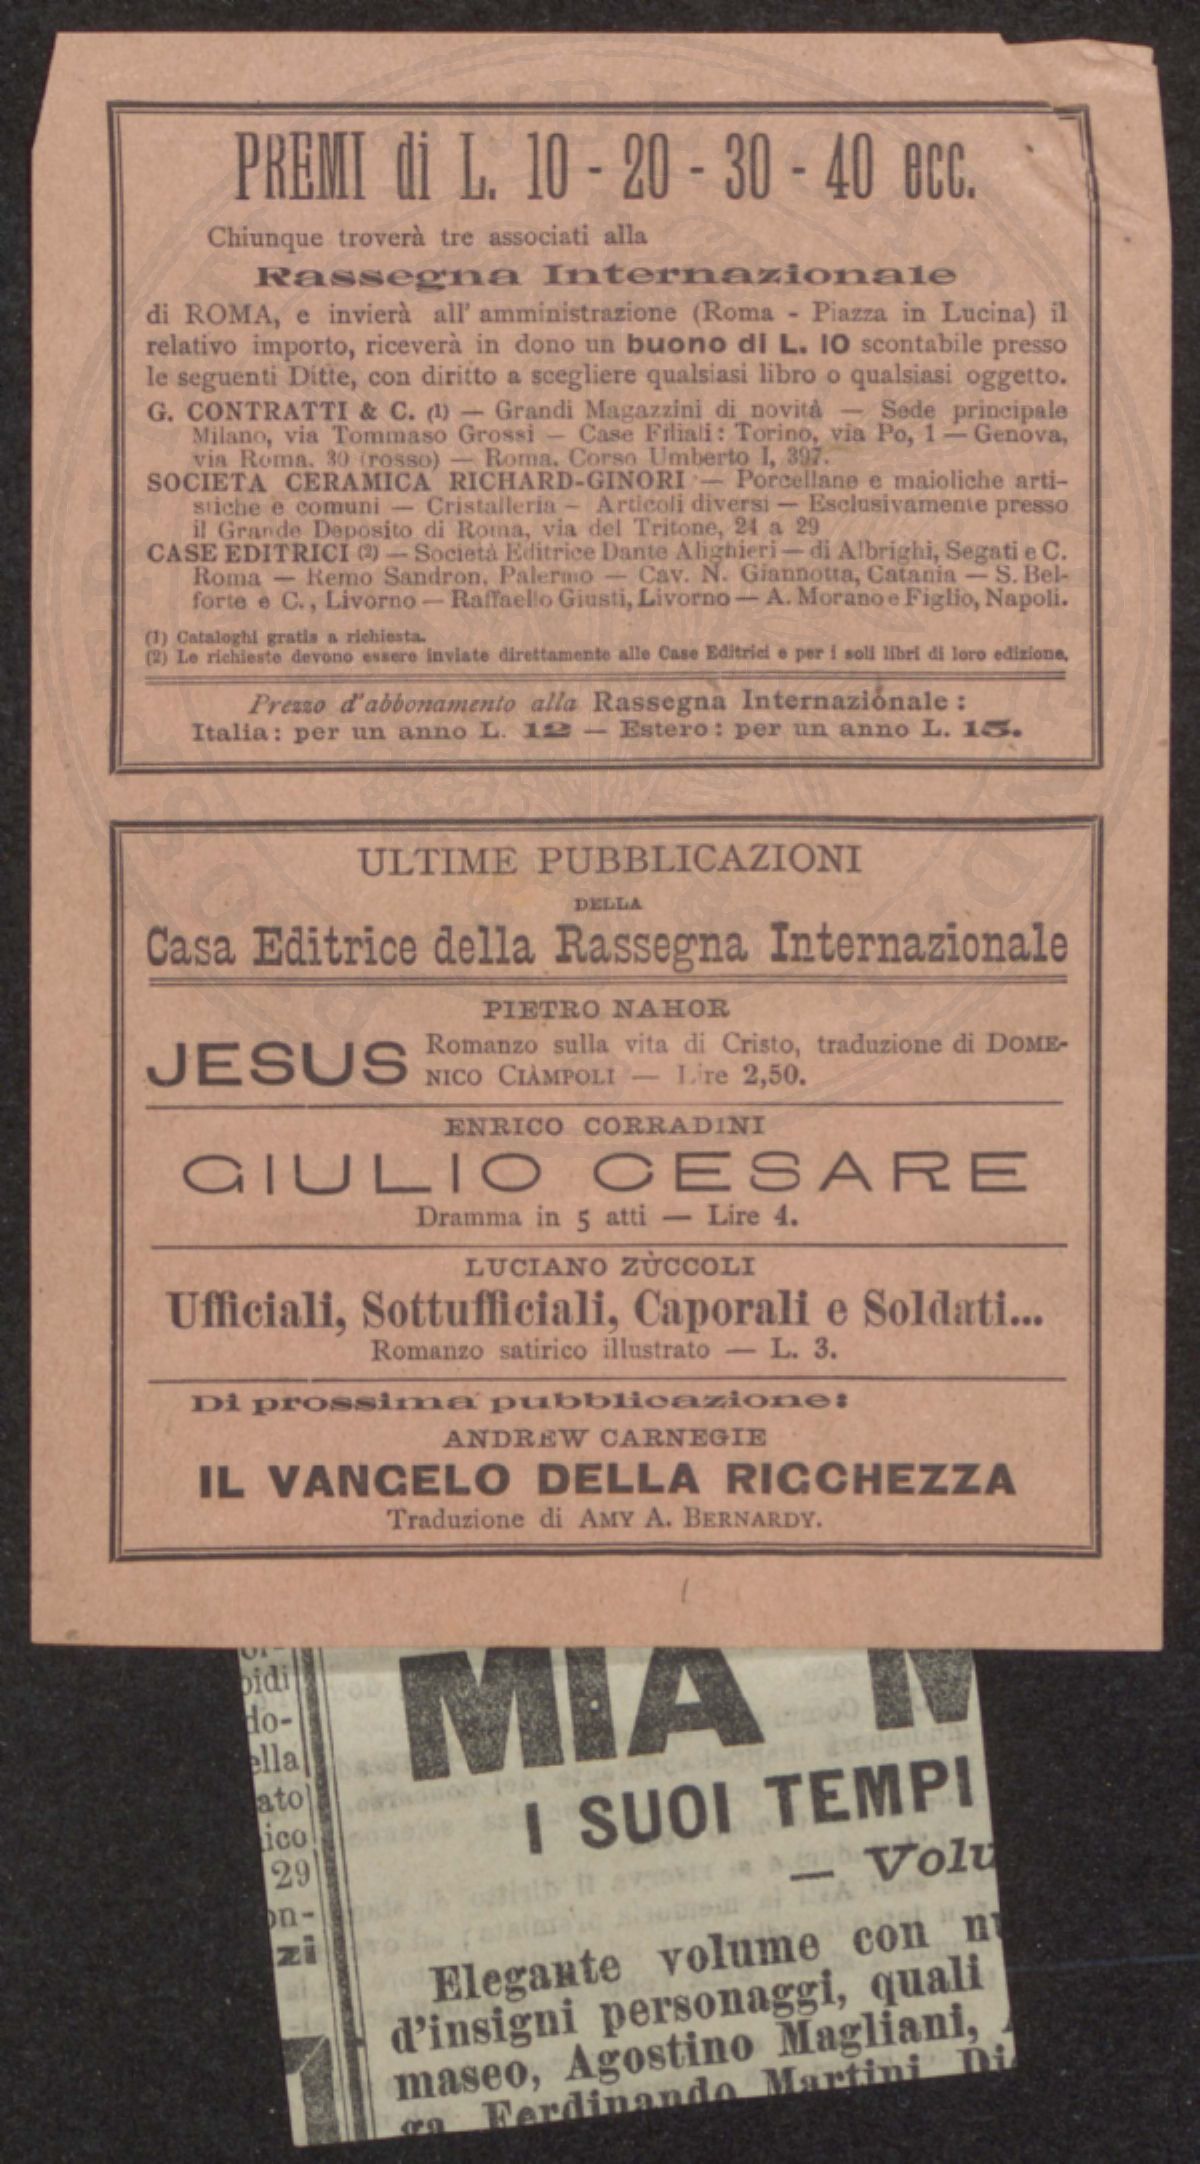 PREMI di L. 10 - 20 - 30 - 40 ecc.
Chiunque troverà tre associati alla
Rassegna Internazionale
di ROMA, e invierà all' amministrazione (Roma - Piazza in Lucina) il
relativo importo, riceverà in dono un buono di L. 10 scontabile presso
le seguenti Ditte, con diritto a scegliere qualsiasi libro o qualsiasi oggetto.
G. CONTRATTI & C. (1) — Grandi Magazzini di novità — Sede principale
Milano, via Tommaso Grossi — Case Filiali: Torino, via Po, 1 — Genova,
via Roma, 30 (rosso) — Roma. Corso Umberto I, 397.
SOCIETA CERAMICA RICHARD-GINORI — Porcellane e maioliche arti-
stiche e comuni — Cristalleria — Articoli diversi — Esclusivamente presso
il Grande Deposito di Roma, via del Tritone, 24 a 29
CASE EDITRICI (2) — Società Editrice Dante Alighieri — di Albrighi, Segati e C.
Roma — Remo Sandron, Palermo — Cav. N. Giannotta, Catania — S. Bel-
forte e C., Livorno — Raffaello Giusti, Livorno — A. Morano e Figlio, Napoli.
(1) Cataloghi gratis a richiesta.
(2) Le richieste devono essere inviate direttamente alle Case Editrici e per i soli libri di loro edizione.
Prezzo d'abbonamento alla Rassegna Internazionale:
Italia: per un anno L. 12 — Estero: per un anno L. 15.
ULTIME PUBBLICAZIONI
DELLA
Casa Editrice della Rassegna Internazionale
PIETRO NAHOR
JESUS Romanzo sulla vita di Cristo, traduzione di DOME-
NICO CIÀMPOLI — Lire 2,50.
ENRICO CORRADINI
GIULIO CESARE
Dramma in 5 atti — Lire 4.
LUCIANO ZÙCCOLI
Ufficiali, Sottufficiali, Caporali e Soldati...
Romanzo satirico illustrato — L. 3.
Di prossima pubblicazione:
ANDREW CARNEGIE
IL VANGELO DELLA RICCHEZZA
Traduzione di AMY A. BERNARDY.
MIA M
I SUOI TEMPI
— Volu
Elegante volume con nu
d'insigni personaggi, quali
maseo, Agostino Magliani,
ga Ferdinando Martini Di
oidi
do-
ella
ato
ico
29
on-
zi